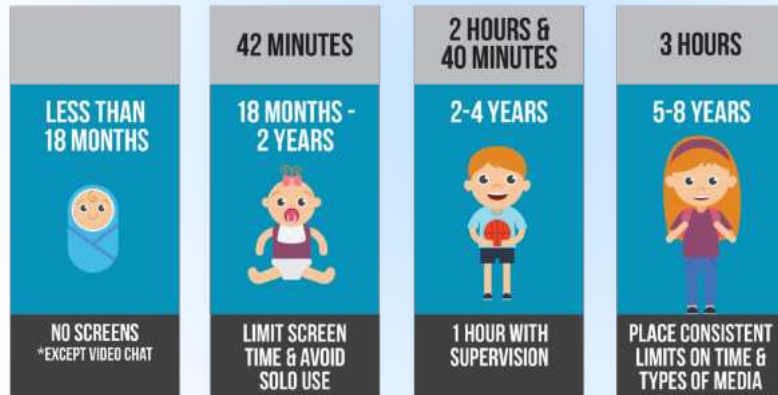 LESS THAN
18 MONTHS
NO SCREENS
*EXCEPT VIDEO CHAT
42 MINUTES
18 MONTHS -
2 YEARS
LIMIT SCREEN
TIME & AVOID
SOLO USE
2 HOURS &
40 MINUTES
2-4 YEARS
1 HOUR WITH
SUPERVISION
3 HOURS
5-8 YEARS
PLACE CONSISTENT
LIMITS ON TIME &
TYPES OF MEDIA